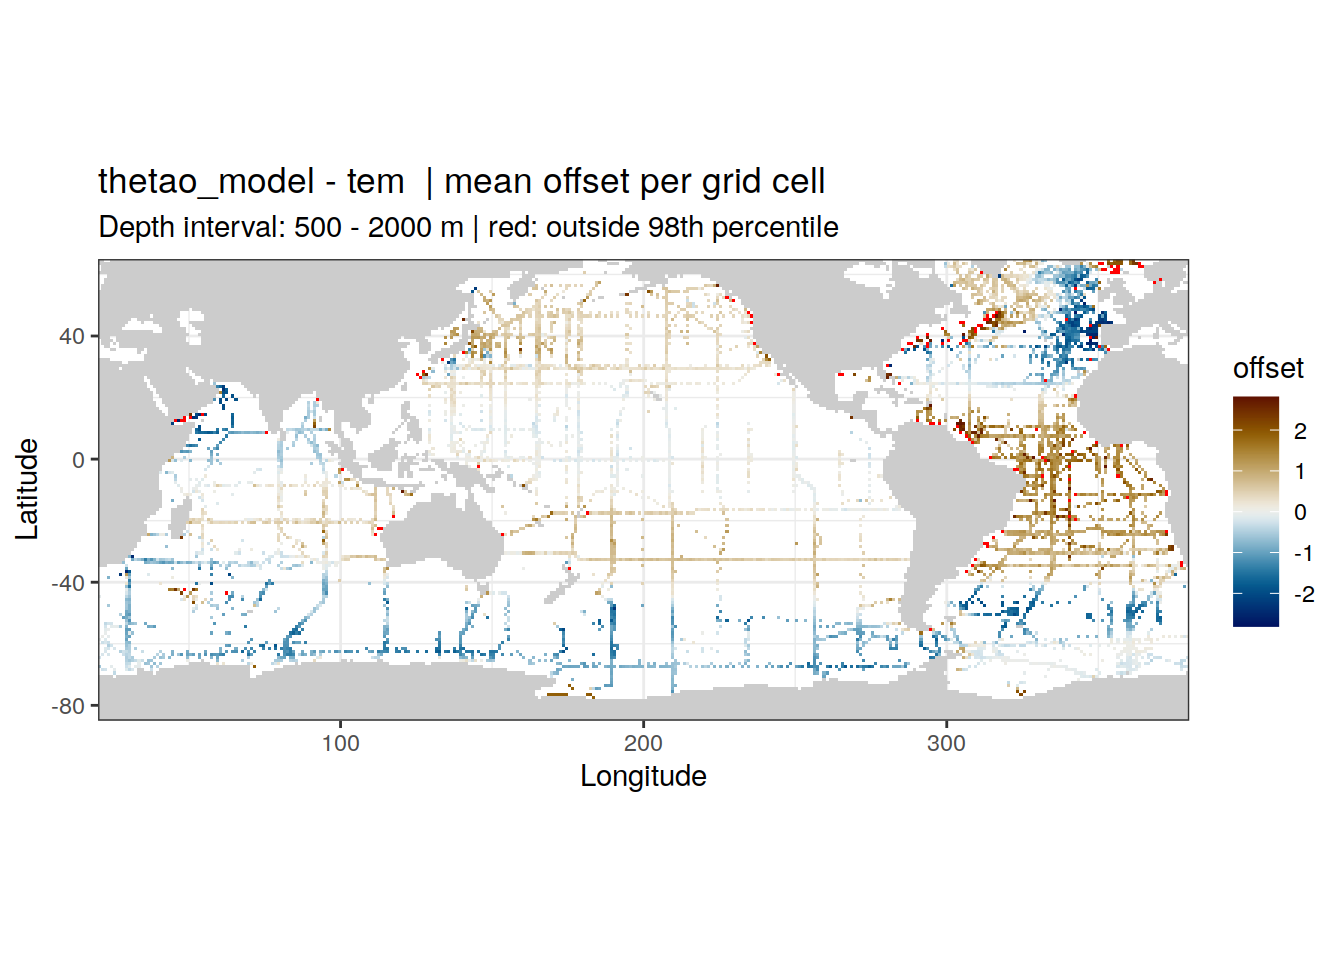 thetao_model - tem  | mean offset per grid cell
Depth interval: 500 - 2000 m | red: outside 98th percentile
Latitude
40
0
-40
-80
100
200
300
Longitude
offset
2
1
0
-1
-2